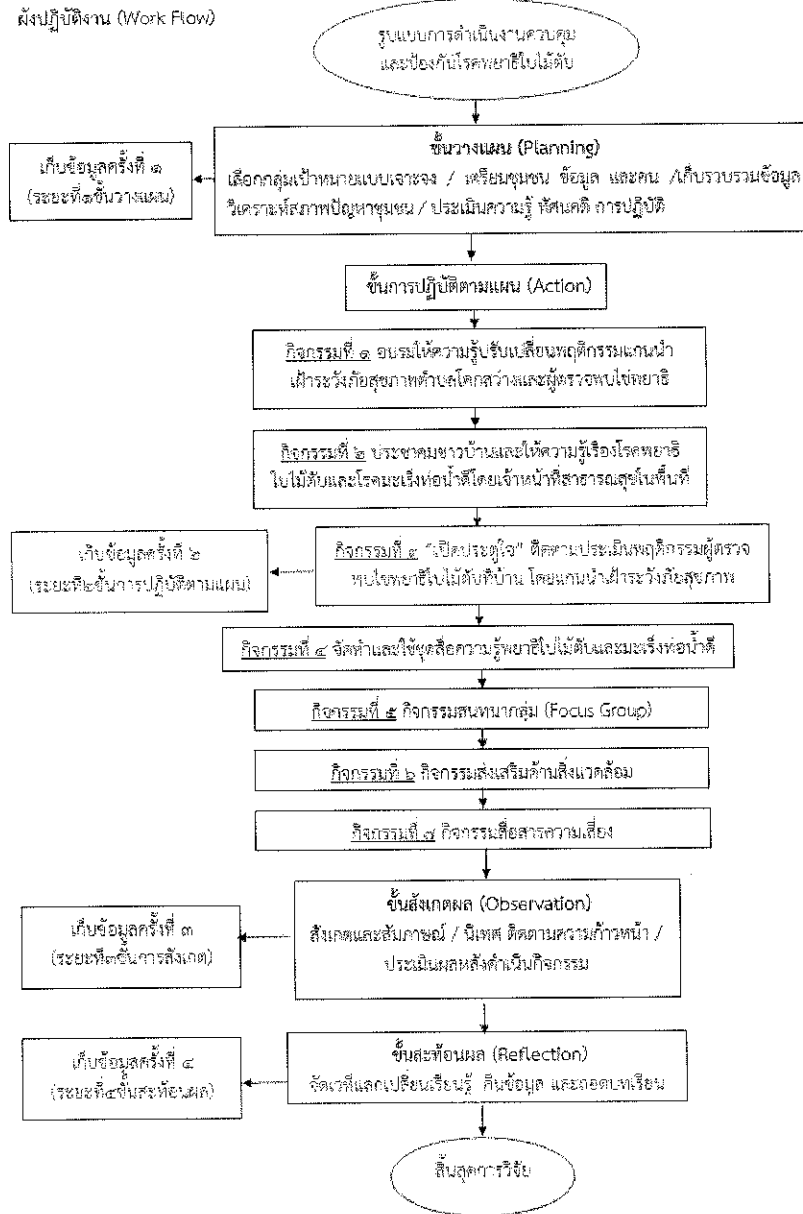 ผังปฏิบัติงาน (Work Flow)
รูปแบบการดำเนินงานควบคุม
และป้องกันโรคพยาธิใบไม้ตับ
ขั้นวางแผน (Planning)
เลือกกลุ่มเป้าหมายแบบเจาะจง / เตรียมชุมชน ข้อมูล และคน /เก็บรวบรวมข้อมูล
วิเคราะห์สภาพปัญหาชุมชน / ประเมินความรู้ ทัศนคติ การปฏิบัติ
เก็บข้อมูลครั้งที่ ๑
(ระยะที่๑ขั้นวางแผน)
ขั้นการปฏิบัติตามแผน (Action)
กิจกรรมที่ ๑ อบรมให้ความรู้ปรับเปลี่ยนพฤติกรรมแกนนำ
เฝ้าระวังภัยสุขภาพตำบลโคกสว่างและผู้ตรวจพบไข่พยาธิ
กิจกรรมที่ ๒ ประชาคมชาวบ้านและให้ความรู้เรื่องโรคพยาธิ
ใบไม้ตับและโรคมะเร็งท่อน้ำดีโดยเจ้าหน้าที่สาธารณสุขในพื้นที่
กิจกรรมที่ ๓ "เปิดประตูใจ" ติดตามประเมินพฤติกรรมผู้ตรวจ
พบไข่พยาธิใบไม้ตับที่บ้าน โดยแกนนำเฝ้าระวังภัยสุขภาพ
เก็บข้อมูลครั้งที่ ๒
(ระยะที่๒ขั้นการปฏิบัติตามแผน)
กิจกรรมที่ ๔ จัดทำและใช้ชุดสื่อความรู้พยาธิใบไม้ตับและมะเร็งท่อน้ำดี
กิจกรรมที่ ๕ กิจกรรมสนทนากลุ่ม (Focus Group)
กิจกรรมที่ ๖ กิจกรรมส่งเสริมด้านสิ่งแวดล้อม
กิจกรรมที่ ๗ กิจกรรมสื่อสารความเสี่ยง
ขั้นสังเกตผล (Observation)
สังเกตและสัมภาษณ์ / นิเทศ ติดตามความก้าวหน้า /
ประเมินผลหลังดำเนินกิจกรรม
เก็บข้อมูลครั้งที่ ๓
(ระยะที่๓ขั้นการสังเกต)
ขั้นสะท้อนผล (Reflection)
จัดเวทีแลกเปลี่ยนเรียนรู้ คืนข้อมูล และถอดบทเรียน
เก็บข้อมูลครั้งที่ ๔
(ระยะที่๔ขั้นสะท้อนผล)
สิ้นสุดการวิจัย